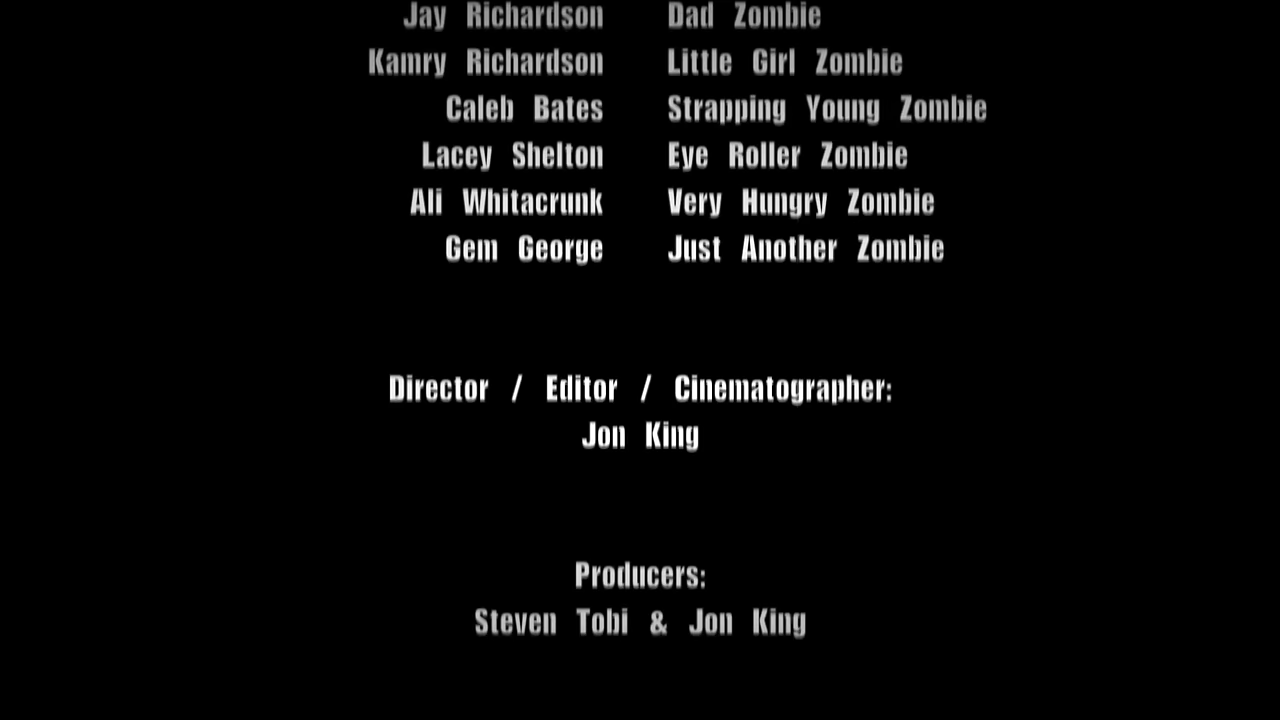 Jay Richardson Dad Zombie
Kamry Richardson Little Girl Zombie
Caleb Bates Strapping Young Zombie
Lacey Shelton Eye Roller Zombie
Ali Whitacrunk Very Hungry Zombie
Gem George Just Another Zombie
Director / Editor / Cinematographer:
Jon King
Producers:
Steven Tobi & Jon King